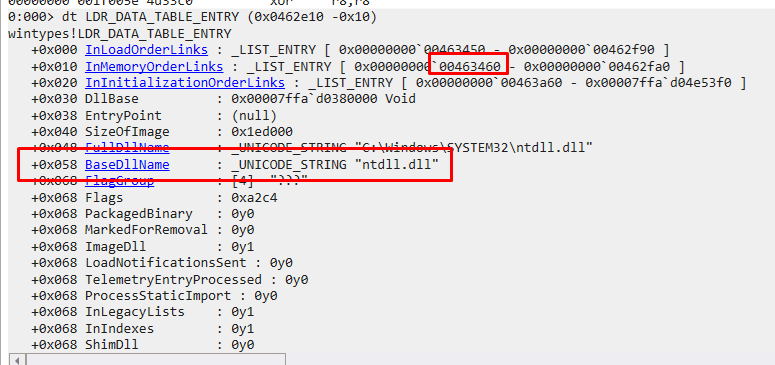 0:000> dt LDR_DATA_TABLE_ENTRY (0x0462e10 -0x10)
wintypes!LDR_DATA_TABLE_ENTRY
+0x000 InLoadOrderLinks : _LIST_ENTRY [ 0x00000000`00463450 - 0x00000000`00462f90 ]
+0x010 InMemoryOrderLinks : _LIST_ENTRY [ 0x00000000`00463460 - 0x00000000`00462fa0 ]
+0x020 InInitializationOrderLinks : _LIST_ENTRY [ 0x00000000`00463a60 - 0x00007ffa`d04e53f0 ]
+0x030 DllBase : 0x00007ffa`d0380000 Void
+0x038 EntryPoint : (null)
+0x040 SizeOfImage : 0x1ed000
+0x048 FullDllName : _UNICODE_STRING "C:\Windows\SYSTEM32\ntdll.dll"
+0x058 BaseDllName : _UNICODE_STRING "ntdll.dll"
+0x068 FlagGroup : [4] "???"
+0x068 Flags : 0xa2c4
+0x068 PackagedBinary : 0y0
+0x068 MarkedForRemoval : 0y0
+0x068 ImageDll : 0y1
+0x068 LoadNotificationsSent : 0y0
+0x068 TelemetryEntryProcessed : 0y0
+0x068 ProcessStaticImport : 0y0
+0x068 InLegacyLists : 0y1
+0x068 InIndexes : 0y1
+0x068 ShimDll : 0y0